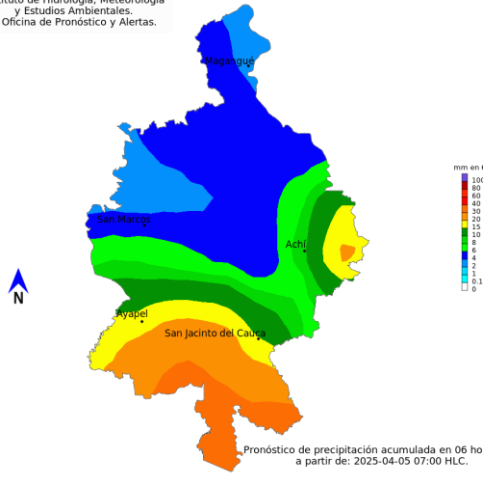 y Estudios Ambientales.
Oficina de Pronóstico y Alertas.
Magangué
San Marcos
Achí
Ayapel
San Jacinto del Cauca
N
mm en
100
80
60
40
30
20
15
10
8
6
4
2
1
0.1
0
Pronóstico de precipitación acumulada en 06 ho
a partir de: 2025-04-05 07:00 HLC.